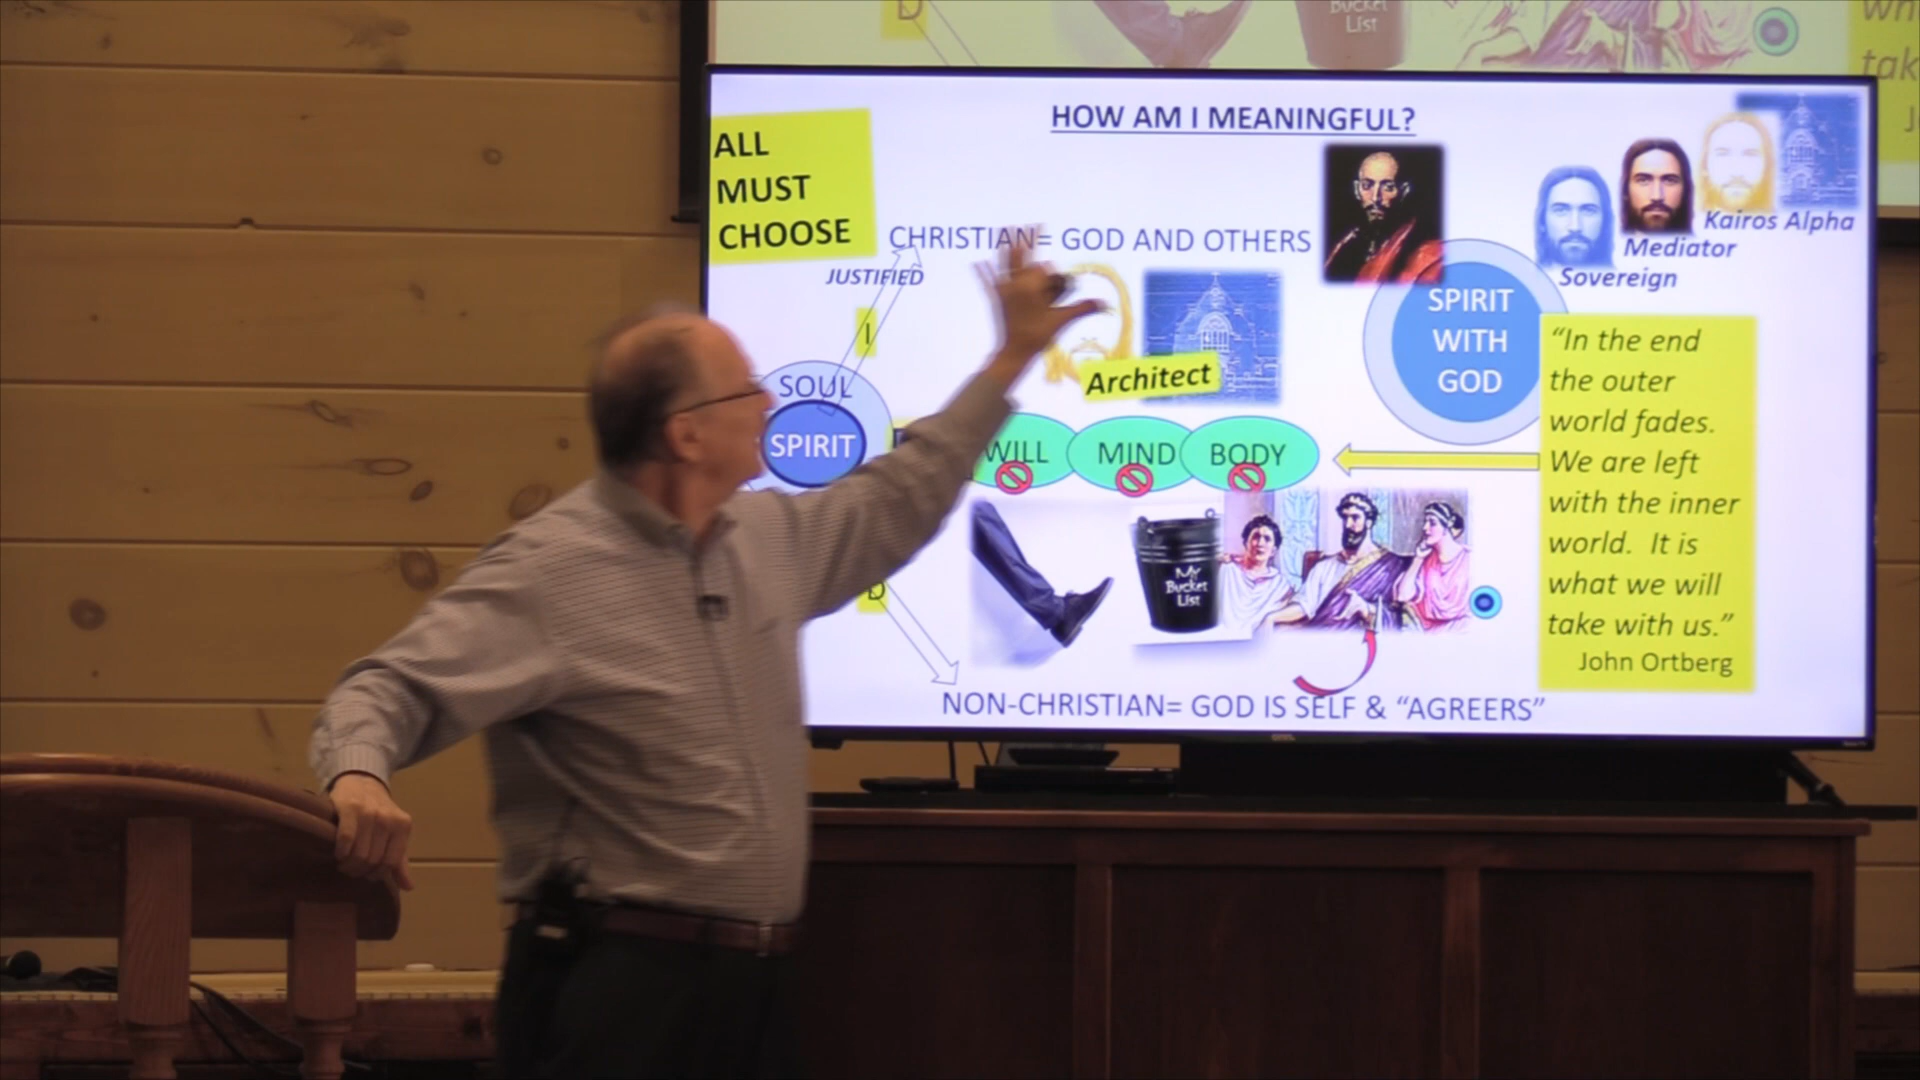 D
Bucket
List
take
HOW AM I MEANINGFUL?
ALL
MUST
CHOOSE
CHRISTIAN= GOD AND OTHERS
JUSTIFIED
I
Kairos Alpha
Mediator
Sovereign
Architect
SOUL
SPIRIT
WILL
MIND
BODY
SPIRIT
WITH
GOD
"In the end
the outer
world fades.
We are left
with the inner
world. It is
what we will
take with us."
John Ortberg
My
Bucket
List
D
NON-CHRISTIAN= GOD IS SELF & "AGREERS"